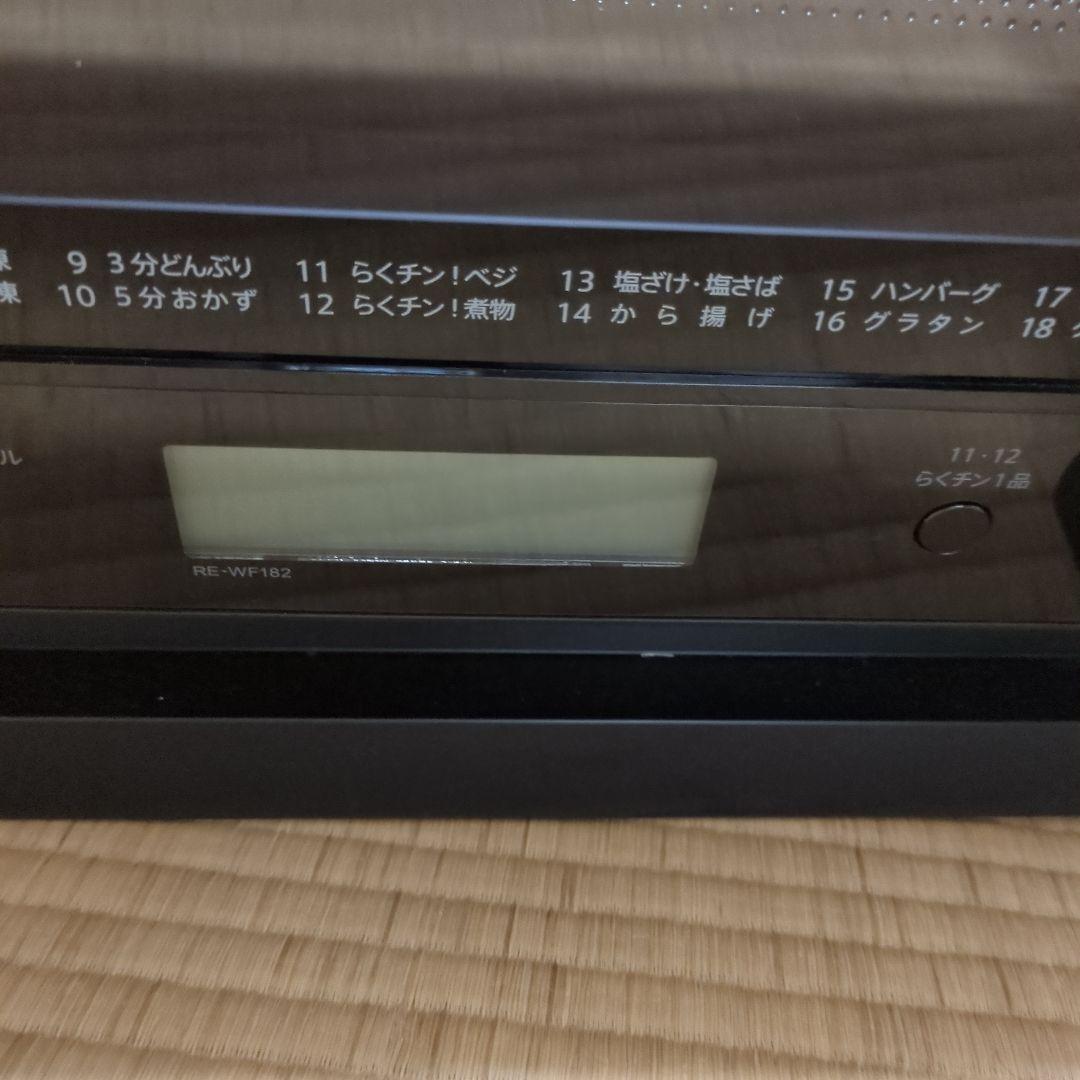 凍 9 3分どんぶり 11 らくチン!ベジ 13 塩ざけ・塩さば 15 ハンバーグ 17
凍 10 5分おかず 12 らくチン!煮物 14 から揚げ 16 グラタン 18
ル
11・12
らくチン1品
RE-WF182